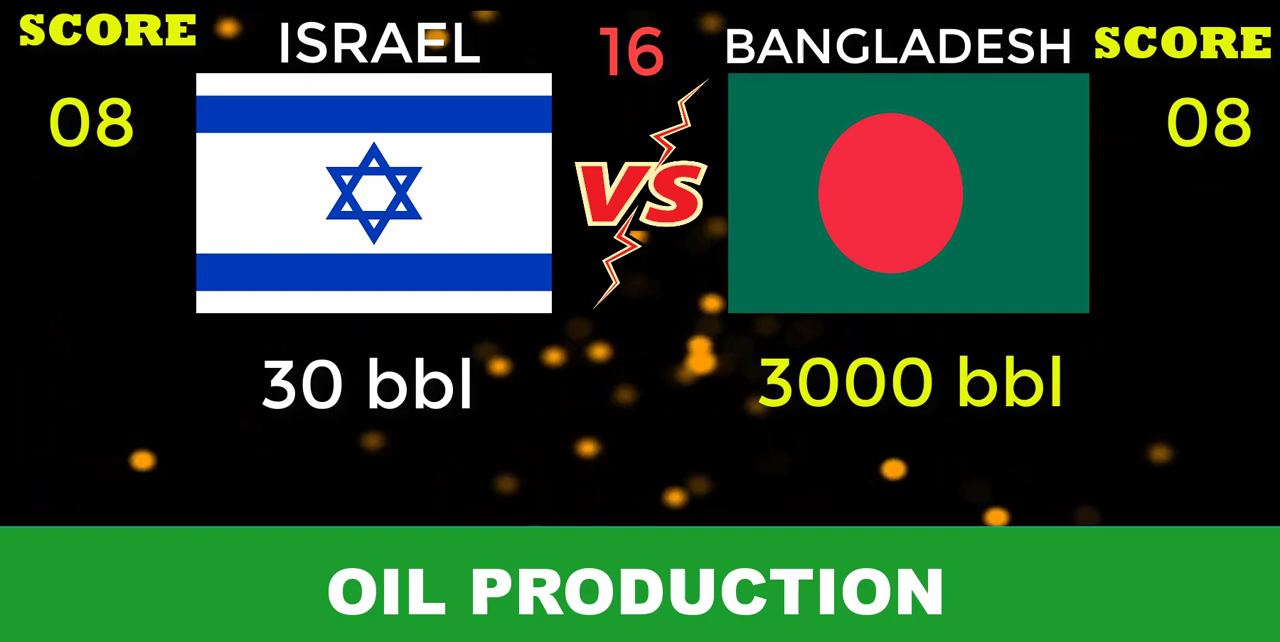 SCORE
ISRAEL
16
BANGLADESH
SCORE
08
08
VS
30 bbl
3000 bbl
OIL PRODUCTION